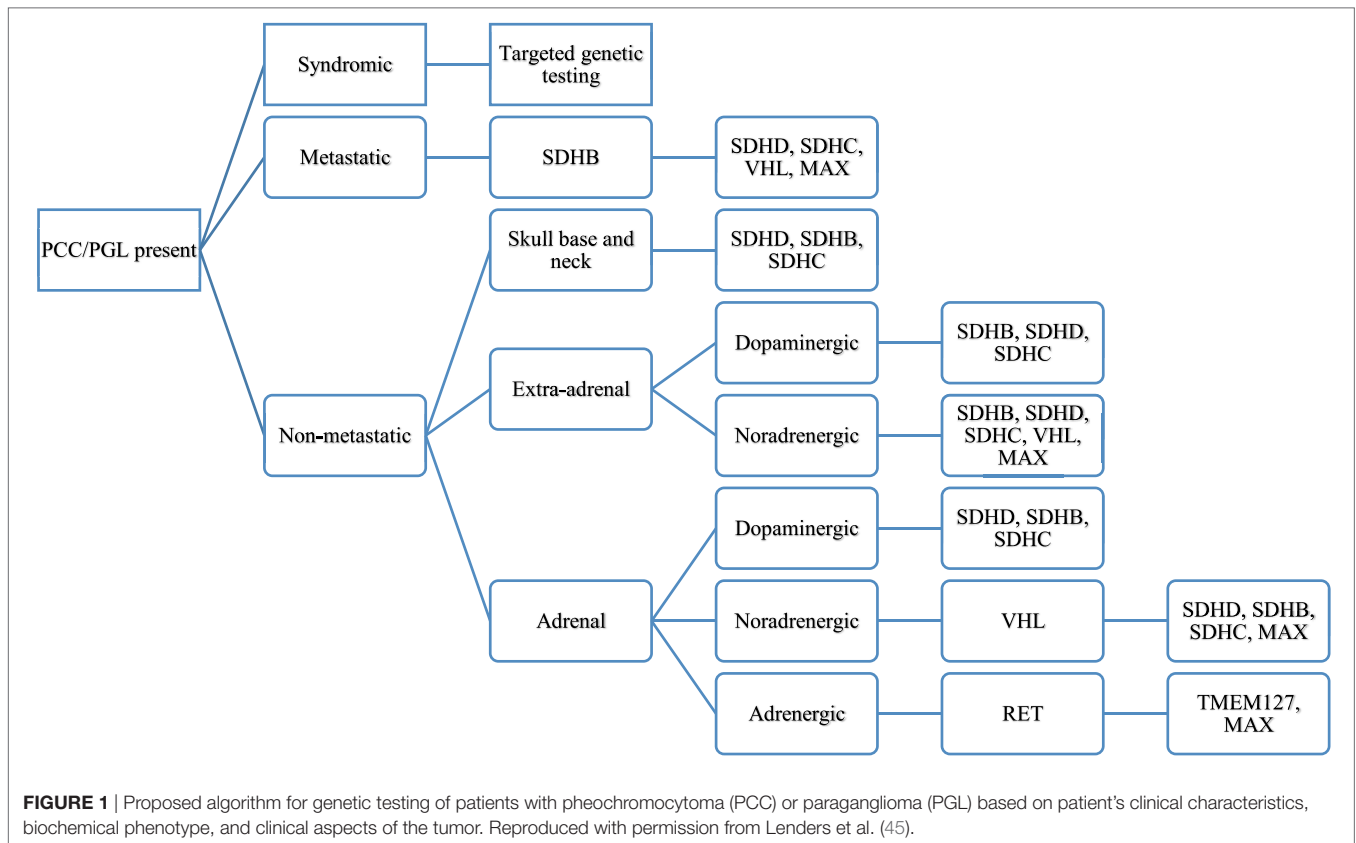 Syndromic
Targeted genetic
testing
Metastatic
SDHB
SDHD, SDHC,
VHL, MAX
PCC/PGL present
Skull base and
neck
SDHD, SDHB,
SDHC
Non-metastatic
Extra-adrenal
Dopaminergic
SDHB, SDHD,
SDHC
Noradrenergic
SDHB, SDHD,
SDHC, VHL,
MAX
Adrenal
Dopaminergic
SDHD, SDHB,
SDHC
Noradrenergic
VHL
SDHD, SDHB,
SDHC, MAX
Adrenergic
RET
TMEM127,
MAX
FIGURE 1 | Proposed algorithm for genetic testing of patients with pheochromocytoma (PCC) or paraganglioma (PGL) based on patient's clinical characteristics,
biochemical phenotype, and clinical aspects of the tumor. Reproduced with permission from Lenders et al. (45).